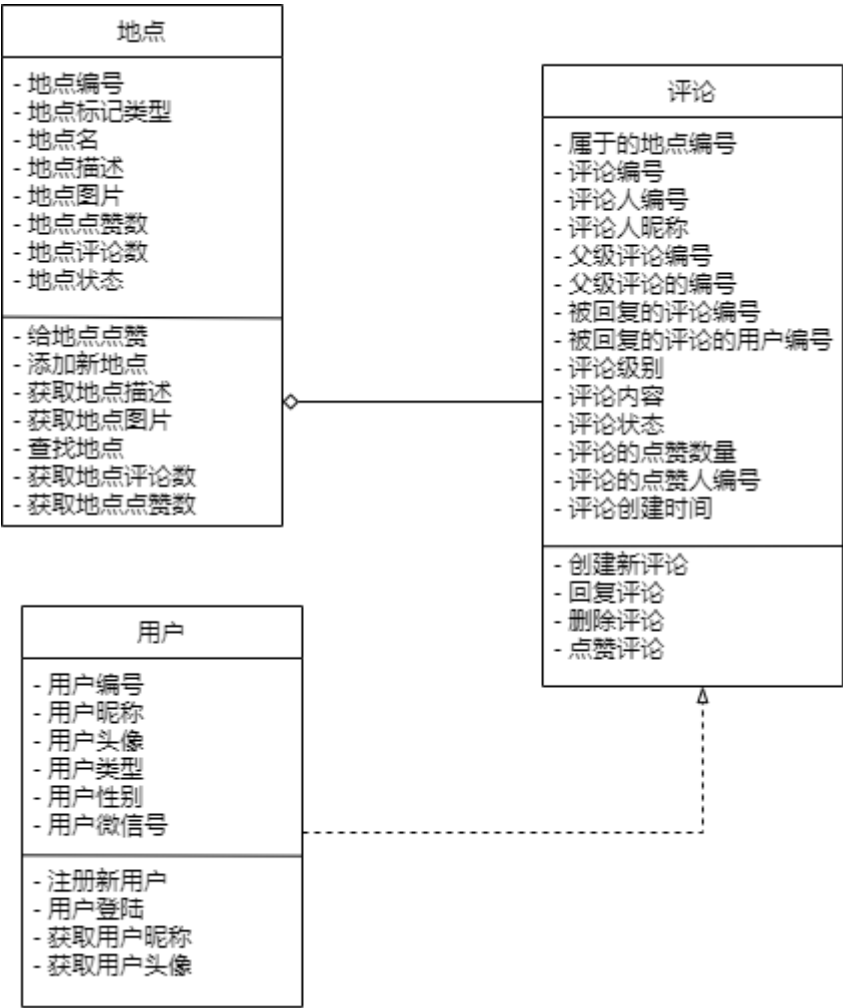 地点
- 地点编号
- 地点标记类型
- 地点名
- 地点描述
- 地点图片
- 地点点赞数
- 地点评论数
- 地点状态
- 给地点点赞
- 添加新地点
- 获取地点描述
- 获取地点图片
- 查找地点
- 获取地点评论数
- 获取地点点赞数
评论
- 属于的地点编号
- 评论编号
- 评论人编号
- 评论人昵称
- 父级评论编号
- 父级评论的编号
- 被回复的评论编号
- 被回复的评论的用户编号
- 评论级别
- 评论内容
- 评论状态
- 评论的点赞数量
- 评论的点赞人编号
- 评论创建时间
- 创建新评论
- 回复评论
- 删除评论
- 点赞评论
用户
- 用户编号
- 用户昵称
- 用户头像
- 用户类型
- 用户性别
- 用户微信号
- 注册新用户
- 用户登陆
- 获取用户昵称
- 获取用户头像